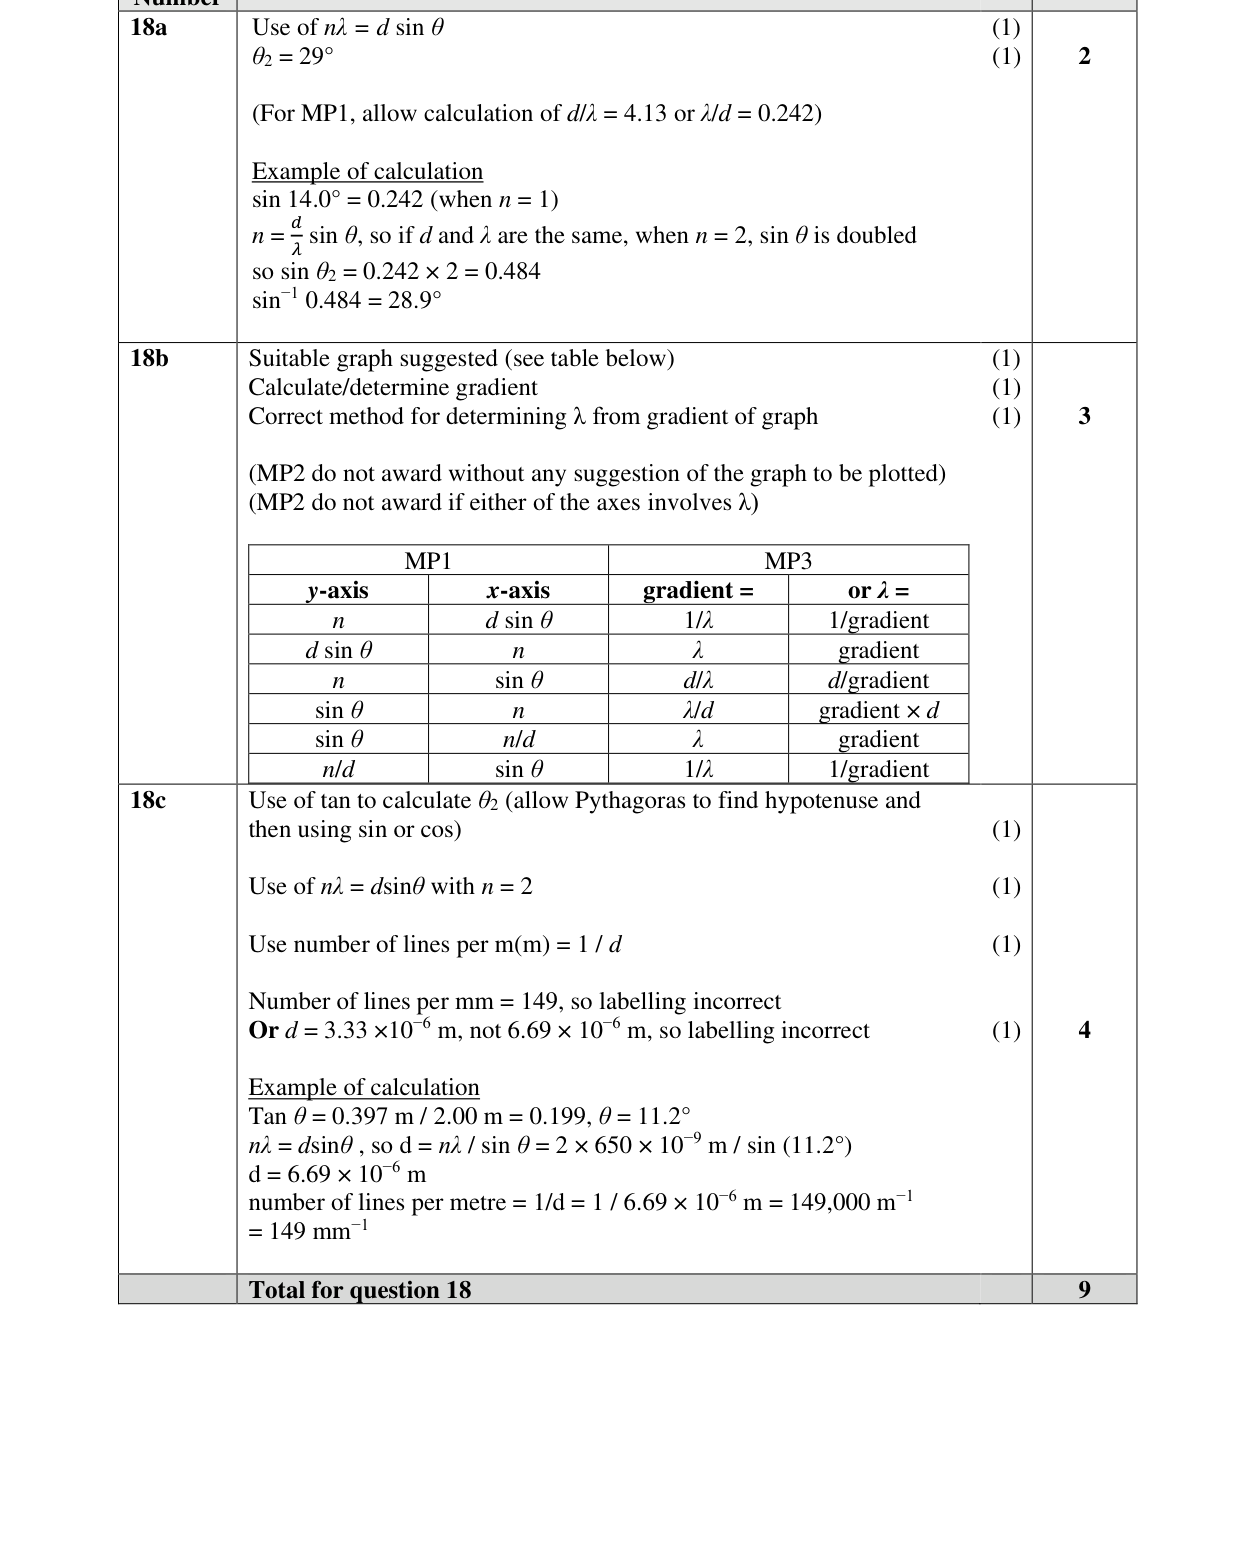 Number
18a Use of nλ = d sin θ (1)
θ₂ = 29° (1) 2
(For MP1, allow calculation of d/λ = 4.13 or λ/d = 0.242)
Example of calculation
sin 14.0° = 0.242 (when n = 1)
n = d/λ sin θ, so if d and λ are the same, when n = 2, sin θ is doubled
so sin θ₂ = 0.242 × 2 = 0.484
sin⁻¹ 0.484 = 28.9°
18b Suitable graph suggested (see table below) (1)
Calculate/determine gradient (1)
Correct method for determining λ from gradient of graph (1) 3
(MP2 do not award without any suggestion of the graph to be plotted)
(MP2 do not award if either of the axes involves λ)
MP1 MP3
y-axis x-axis gradient = or λ =
n d sin θ 1/λ 1/gradient
d sin θ n λ gradient
n sin θ d/λ d/gradient
sin θ n λ/d gradient × d
sin θ n/d λ gradient
n/d sin θ 1/λ 1/gradient
18c Use of tan to calculate θ₂ (allow Pythagoras to find hypotenuse and
then using sin or cos) (1)
Use of nλ = dsinθ with n = 2 (1)
Use number of lines per m(m) = 1 / d (1)
Number of lines per mm = 149, so labelling incorrect
Or d = 3.33 ×10⁻⁶ m, not 6.69 × 10⁻⁶ m, so labelling incorrect (1) 4
Example of calculation
Tan θ = 0.397 m / 2.00 m = 0.199, θ = 11.2°
nλ = dsinθ , so d = nλ / sin θ = 2 × 650 × 10⁻⁹ m / sin (11.2°)
d = 6.69 × 10⁻⁶ m
number of lines per metre = 1/d = 1 / 6.69 × 10⁻⁶ m = 149,000 m⁻¹
= 149 mm⁻¹
Total for question 18 9